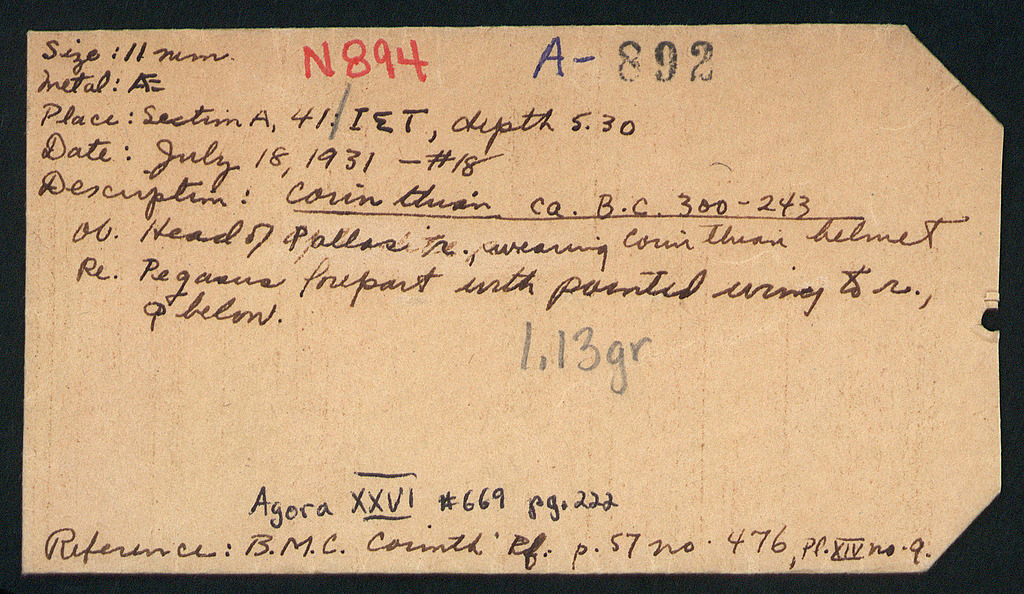 Size: 11 mm. N894 A-892
Metal: Æ
Place: Section A, 41/ΙΣΤ, depth 5.30
Date: July 18, 1931 – #18
Description: Corinthian ca. B.C. 300-243
Ob. Head of Pallas r., wearing Corinthian helmet
Re. Pegasus forepart with pointed wing to r.,
Ϙ below.
1.13gr
Agora XXVI #669 pg. 222
Reference: B.M.C. Corinth p. 57 no. 476, Pl. XIV no. 9.